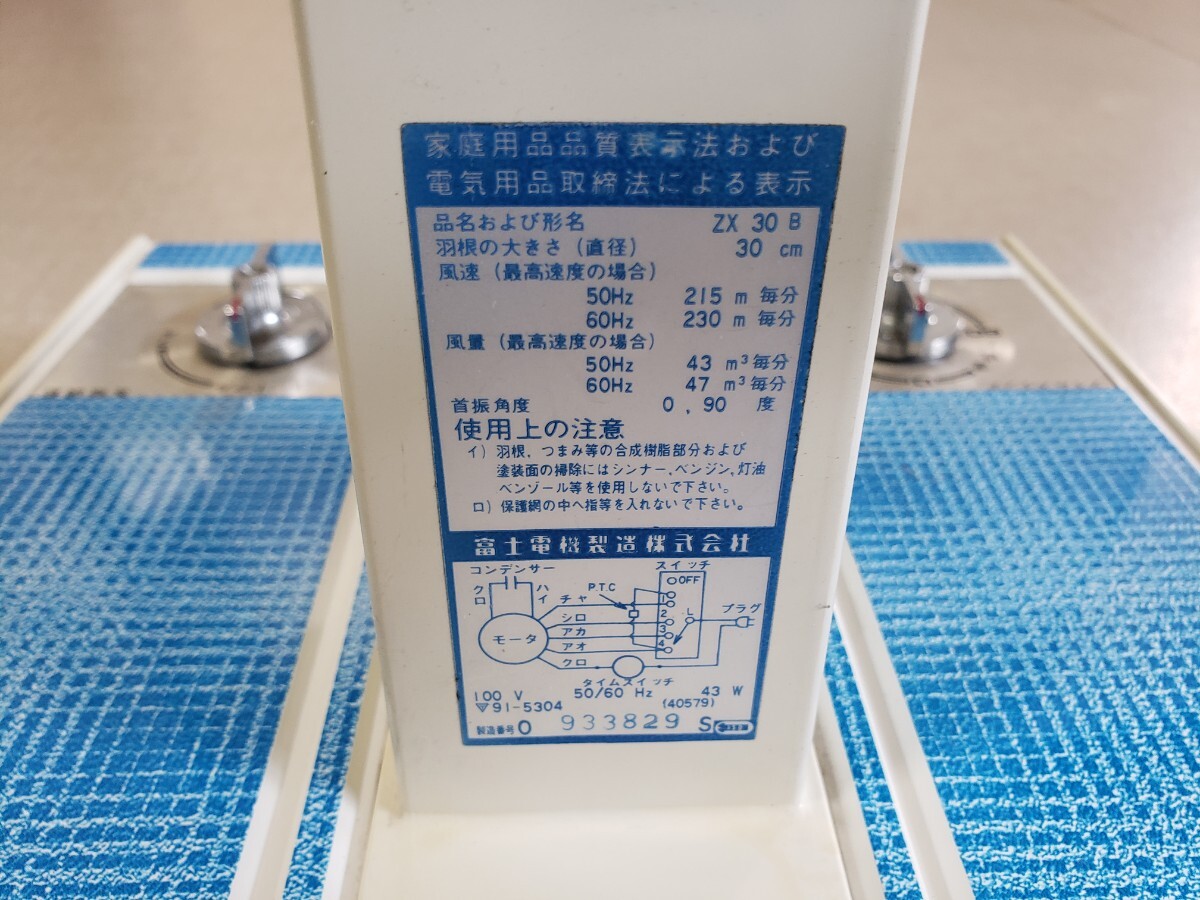 家庭用品品質表示法および
電気用品取締法による表示
品名および形名 ZX 30 B
羽根の大きさ（直径） 30 cm
風速（最高速度の場合）
50Hz 215 m 毎分
60Hz 230 m 毎分
風量（最高速度の場合）
50Hz 43 m³毎分
60Hz 47 m³毎分
首振角度 0，90 度
使用上の注意
イ）羽根，つまみ等の合成樹脂部分および
塗装面の掃除にはシンナー，ベンジン，灯油
ベンゾール等を使用しないで下さい。
ロ）保護網の中へ指等を入れないで下さい。
富士電機製造株式会社
コンデンサー
クロ
ハイ
チャ
シロ
アカ
アオ
クロ
モータ
P.T.C
スイッチ
OFF
1
2
3
4
L
プラグ
タイムスイッチ
100 V 50/60 Hz 43 W
91-5304 (40579)
製造番号 0 933829 S